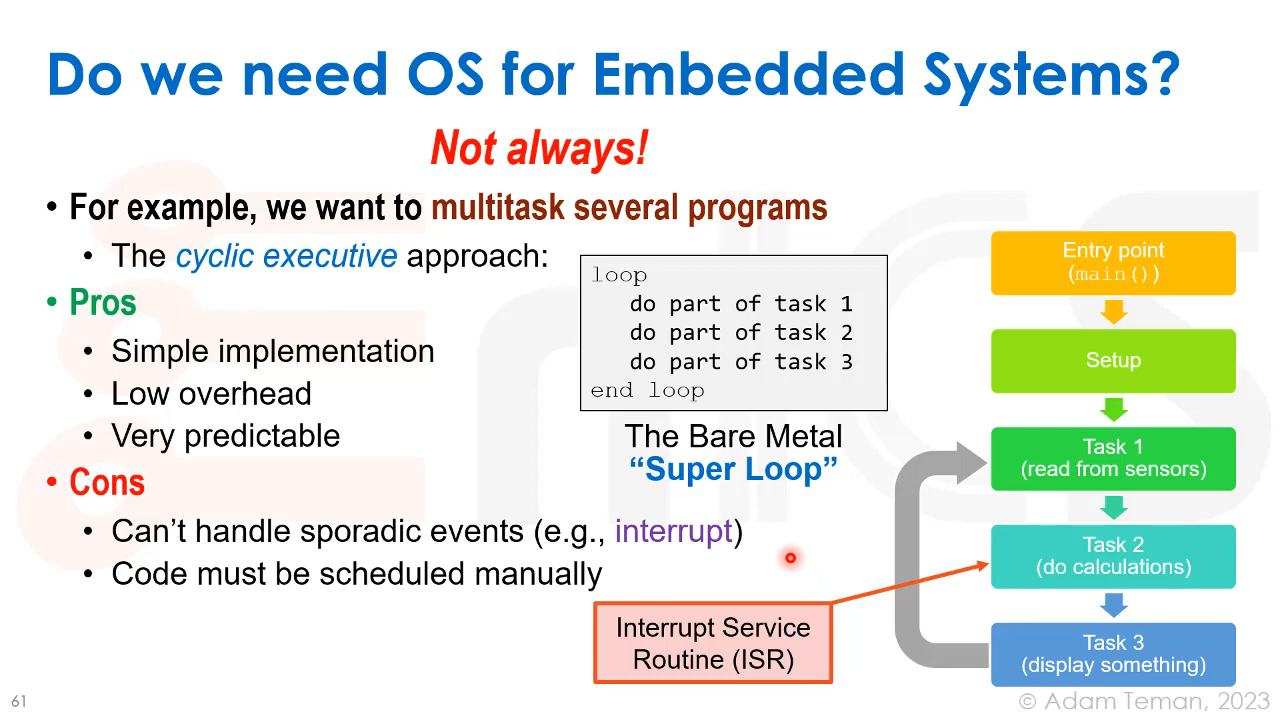 Do we need OS for Embedded Systems?
Not always!
• For example, we want to multitask several programs
• The cyclic executive approach:
• Pros
• Simple implementation
• Low overhead
• Very predictable
• Cons
• Can't handle sporadic events (e.g., interrupt)
• Code must be scheduled manually
loop
do part of task 1
do part of task 2
do part of task 3
end loop
The Bare Metal
“Super Loop”
Interrupt Service
Routine (ISR)
Entry point
(main())
Setup
Task 1
(read from sensors)
Task 2
(do calculations)
Task 3
(display something)
61
© Adam Teman, 2023